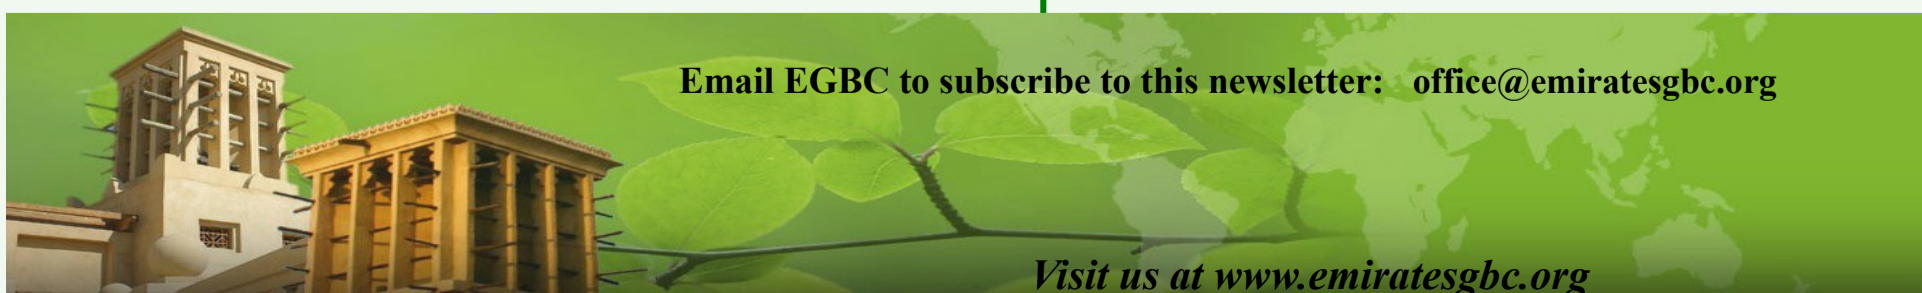 Email EGBC to subscribe to this newsletter: office@emiratesgbc.org
Visit us at www.emiratesgbc.org